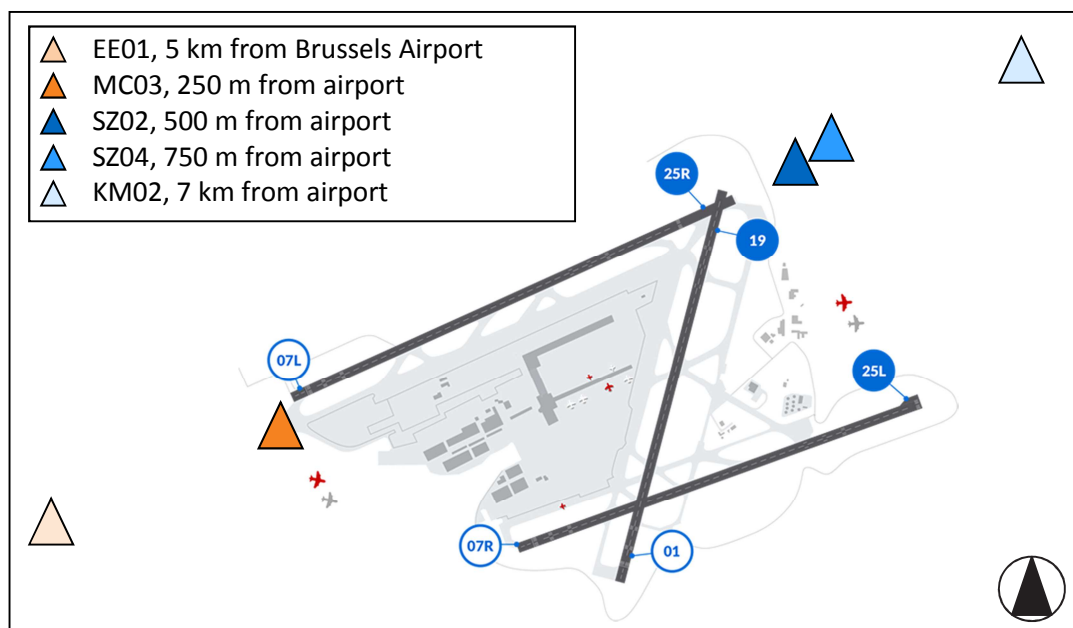 EE01, 5 km from Brussels Airport
MC03, 250 m from airport
SZ02, 500 m from airport
SZ04, 750 m from airport
KM02, 7 km from airport
25R
19
07L
25L
07R
01